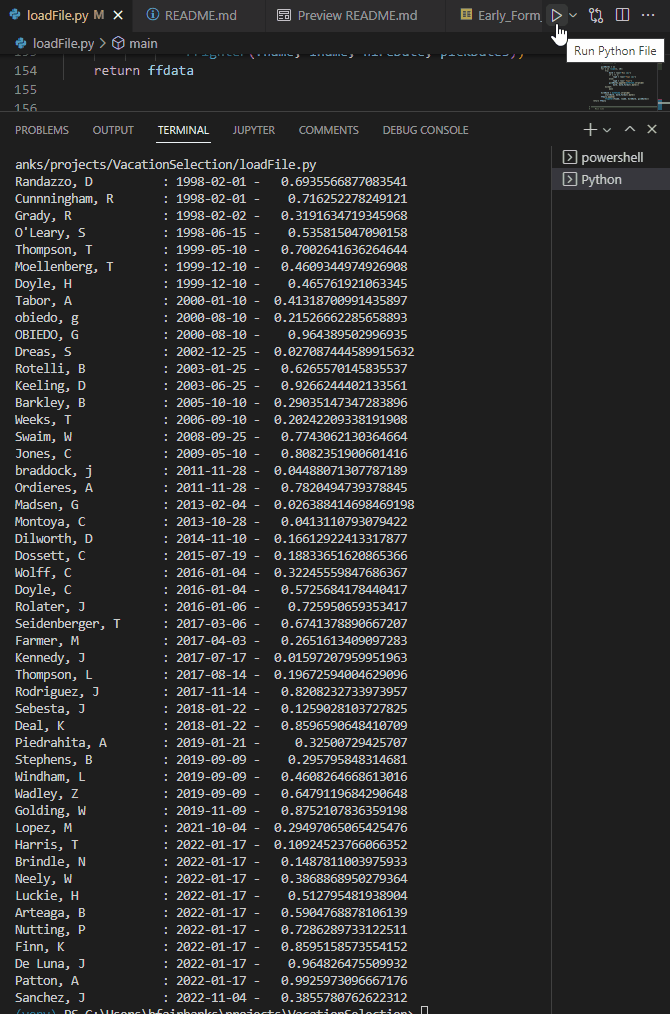 loadFile.py M README.md Preview README.md Early_Form_
loadFile.py > main Run Python File
154 return ffdata
155
156
PROBLEMS OUTPUT TERMINAL JUPYTER COMMENTS DEBUG CONSOLE
powershell
Python
anks/projects/VacationSelection/loadFile.py
Randazzo, D : 1998-02-01 - 0.6935566877083541
Cunnningham, R : 1998-02-01 - 0.716252278249121
Grady, R : 1998-02-02 - 0.3191634719345968
O'Leary, S : 1998-06-15 - 0.535815047090158
Thompson, T : 1999-05-10 - 0.7002641636264644
Moellenberg, T : 1999-12-10 - 0.4609344974926908
Doyle, H : 1999-12-10 - 0.465761921063345
Tabor, A : 2000-01-10 - 0.41318700991435897
obiedo, g : 2000-08-10 - 0.21526662285658893
OBIEDO, G : 2000-08-10 - 0.964389502996935
Dreas, S : 2002-12-25 - 0.027087444589915632
Rotelli, B : 2003-01-25 - 0.6265570145835537
Keeling, D : 2003-06-25 - 0.9266244402133561
Barkley, B : 2005-10-10 - 0.29035147347283896
Weeks, T : 2006-09-10 - 0.20242209338191908
Swaim, W : 2008-09-25 - 0.7743062130364664
Jones, C : 2009-05-10 - 0.8082351900601416
braddock, j : 2011-11-28 - 0.04488071307787189
Ordieres, A : 2011-11-28 - 0.7820494739378845
Madsen, G : 2013-02-04 - 0.026388414698469198
Montoya, C : 2013-10-28 - 0.0413110793079422
Dilworth, D : 2014-11-10 - 0.16612922413317877
Dossett, C : 2015-07-19 - 0.18833651620865366
Wolff, C : 2016-01-04 - 0.32245559847686367
Doyle, C : 2016-01-04 - 0.5725684178440417
Rolater, J : 2016-01-06 - 0.725950659353417
Seidenberger, T : 2017-03-06 - 0.6741378890667207
Farmer, M : 2017-04-03 - 0.2651613409097283
Kennedy, J : 2017-07-17 - 0.01597207959951963
Thompson, L : 2017-08-14 - 0.19672594004629096
Rodriguez, J : 2017-11-14 - 0.8208232733973957
Sebesta, J : 2018-01-22 - 0.1259028103727825
Deal, K : 2018-01-22 - 0.8596590648410709
Piedrahita, A : 2019-01-21 - 0.32500729425707
Stephens, B : 2019-09-09 - 0.295795848314681
Windham, L : 2019-09-09 - 0.4608264668613016
Wadley, Z : 2019-09-09 - 0.6479119684290648
Golding, W : 2019-11-09 - 0.8752107836359198
Lopez, M : 2021-10-04 - 0.29497065065425476
Harris, T : 2022-01-17 - 0.10924523766066352
Brindle, N : 2022-01-17 - 0.1487811003975933
Neely, W : 2022-01-17 - 0.3868868950279364
Luckie, H : 2022-01-17 - 0.512795481938904
Arteaga, B : 2022-01-17 - 0.5904768878106139
Nutting, P : 2022-01-17 - 0.7286289733122511
Finn, K : 2022-01-17 - 0.8595158573554152
De Luna, J : 2022-01-17 - 0.964826475509932
Patton, A : 2022-01-17 - 0.9925973096667176
Sanchez, J : 2022-11-04 - 0.3855780762622312